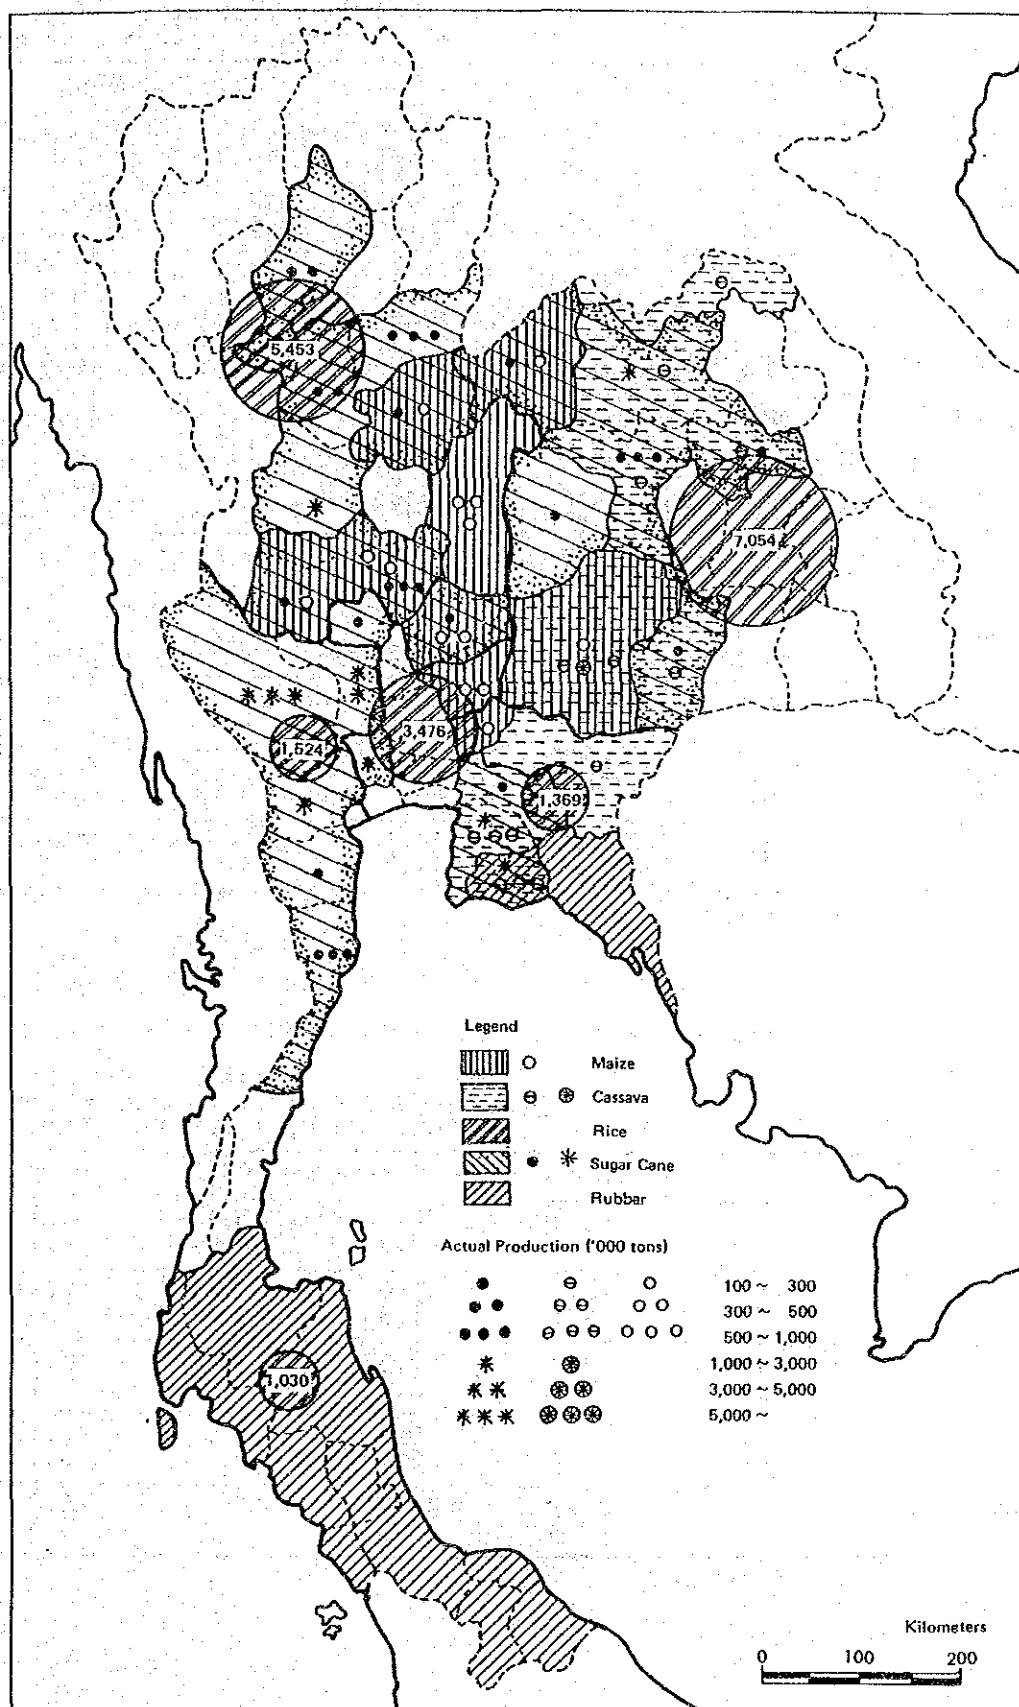 5,453
7,054
3,476
1,524
1,369
Legend
Maize
Cassava
Rice
Sugar Cane
Rubbar
Actual Production ('000 tons)
100 ~ 300
300 ~ 500
500 ~ 1,000
1,000 ~ 3,000
3,000 ~ 5,000
5,000 ~
1,030
Kilometers
0 100 200